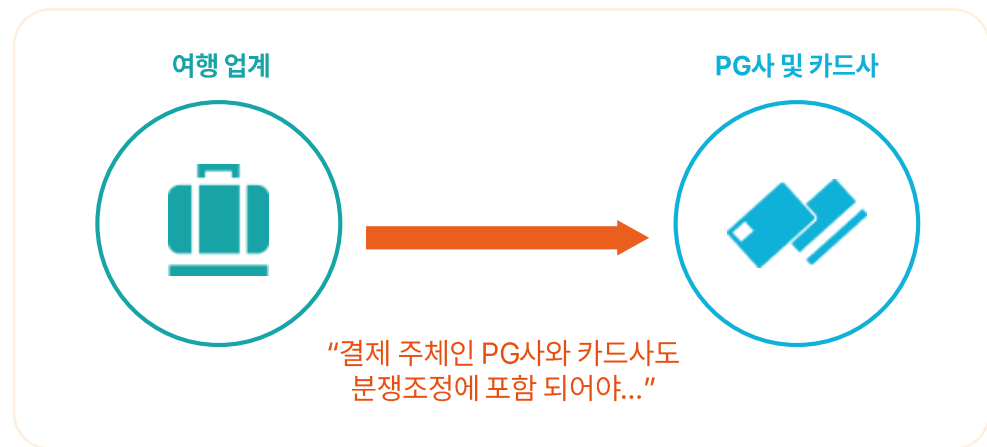 여행 업계
PG사 및 카드사
“결제 주체인 PG사와 카드사도
분쟁조정에 포함 되어야...”